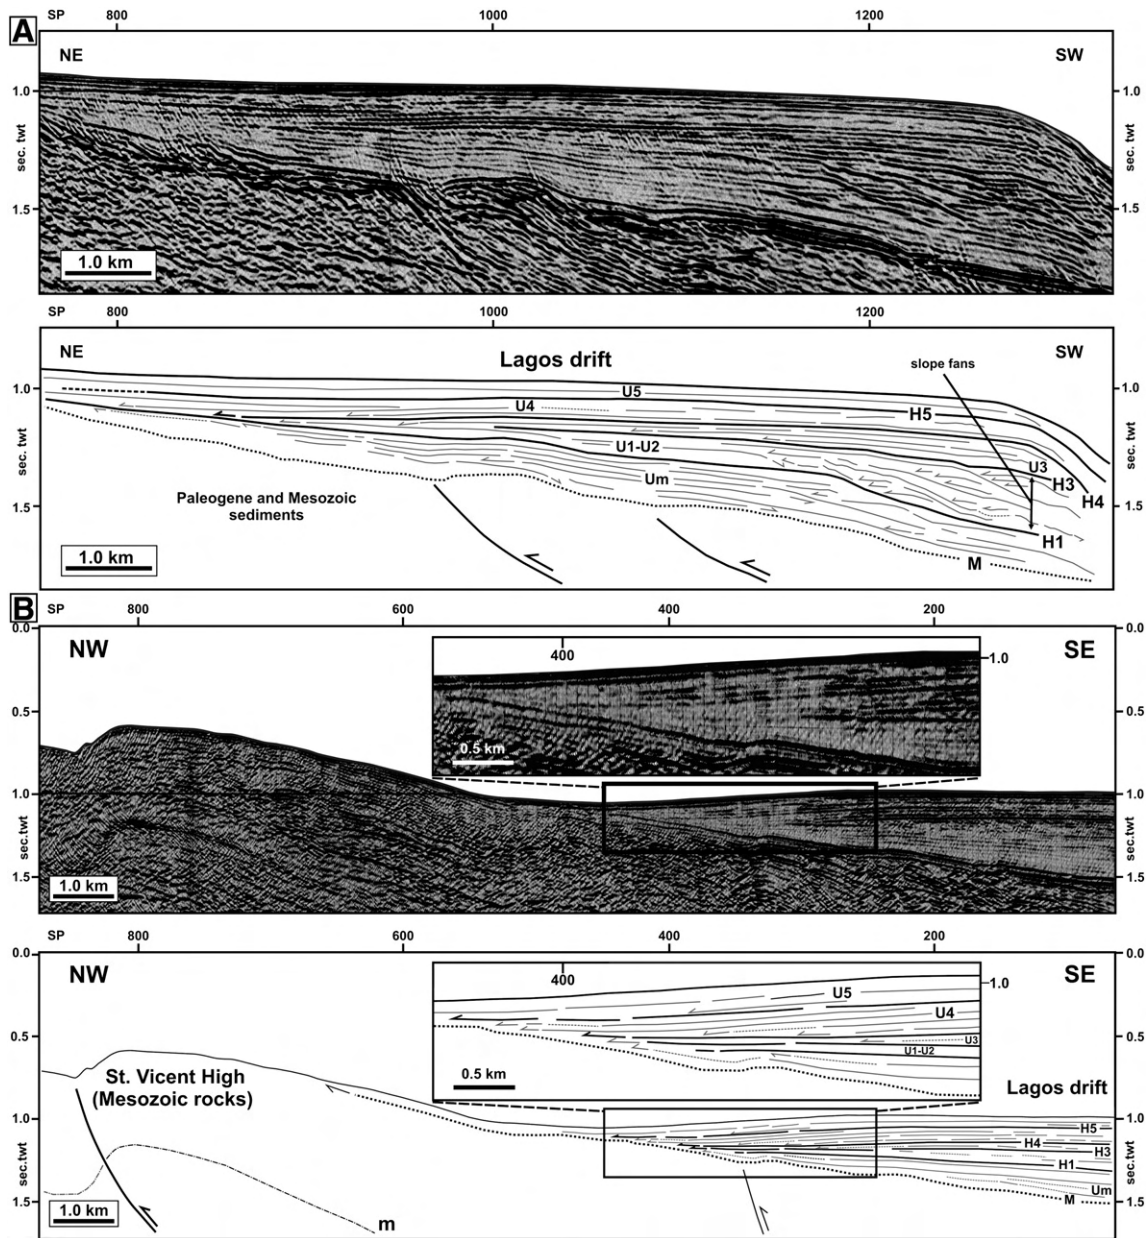 A
SP 800 1000 1200
NE SW
1.0 1.0
sec. twt sec. twt
1.5 1.5
1.0 km
800 1000 1200
NE SW
Lagos drift
slope fans
1.0 1.0
U5
U4 H5
sec. twt sec. twt
U1-U2 U3
Um H3
H4
Paleogene and Mesozoic
sediments
1.5 1.5
H1
M
1.0 km
B
SP 800 600 400 200
0.0 0.0
NW SE
400
1.0
0.5 0.5
0.5 km
1.0 1.0
sec.twt sec.twt
1.5 1.5
1.0 km
SP 800 600 400 200
0.0 0.0
NW SE
400
1.0
U5
U4
0.5 0.5
U3
U1-U2
0.5 km
St. Vicent High
(Mesozoic rocks)
Lagos drift
1.0 1.0
H5
sec.twt sec.twt
H4 H3
H1
Um
M
1.5 1.5
1.0 km
m